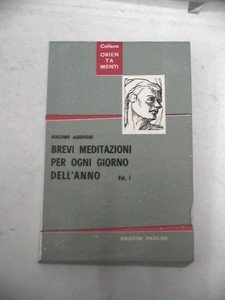 Collana
ORIEN
TA
MENTI
GIACOMO ALBERIONE
BREVI MEDITAZIONI
PER OGNI GIORNO
DELL'ANNO Vol. I
EDIZIONI PAOLINE